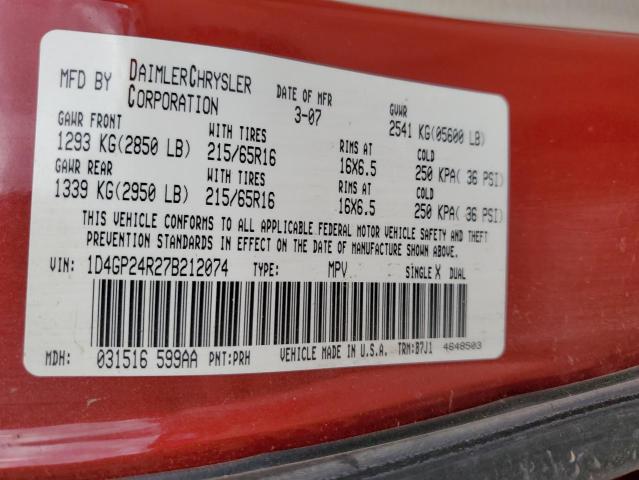 MFD BY DAIMLERCHRYSLER CORPORATION DATE OF MFR 3-07 GVWR 2541 KG(05600 LB)
GAWR FRONT WITH TIRES RIMS AT COLD
1293 KG(2850 LB) 215/65R16 16X6.5 250 KPA( 36 PSI)
GAWR REAR WITH TIRES RIMS AT COLD
1339 KG(2950 LB) 215/65R16 16X6.5 250 KPA( 36 PSI)
THIS VEHICLE CONFORMS TO ALL APPLICABLE FEDERAL MOTOR VEHICLE SAFETY AND THEFT
PREVENTION STANDARDS IN EFFECT ON THE DATE OF MANUFACTURE SHOWN ABOVE.
VIN: 1D4GP24R27B212074 TYPE: MPV SINGLE X DUAL
MDH: 031516 599AA PNT:PRH VEHICLE MADE IN U.S.A. TRM:B7J1 4648503